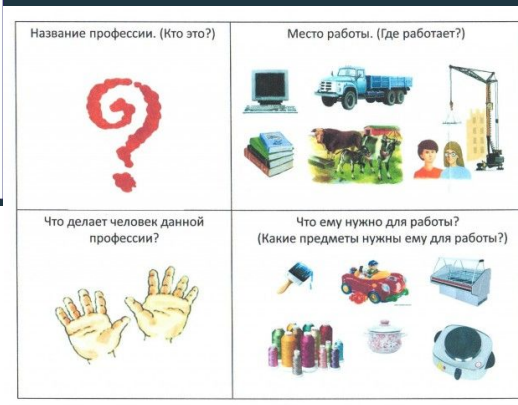 Название профессии. (Кто это?)
Место работы. (Где работает?)
Что делает человек данной
профессии?
Что ему нужно для работы?
(Какие предметы нужны ему для работы?)